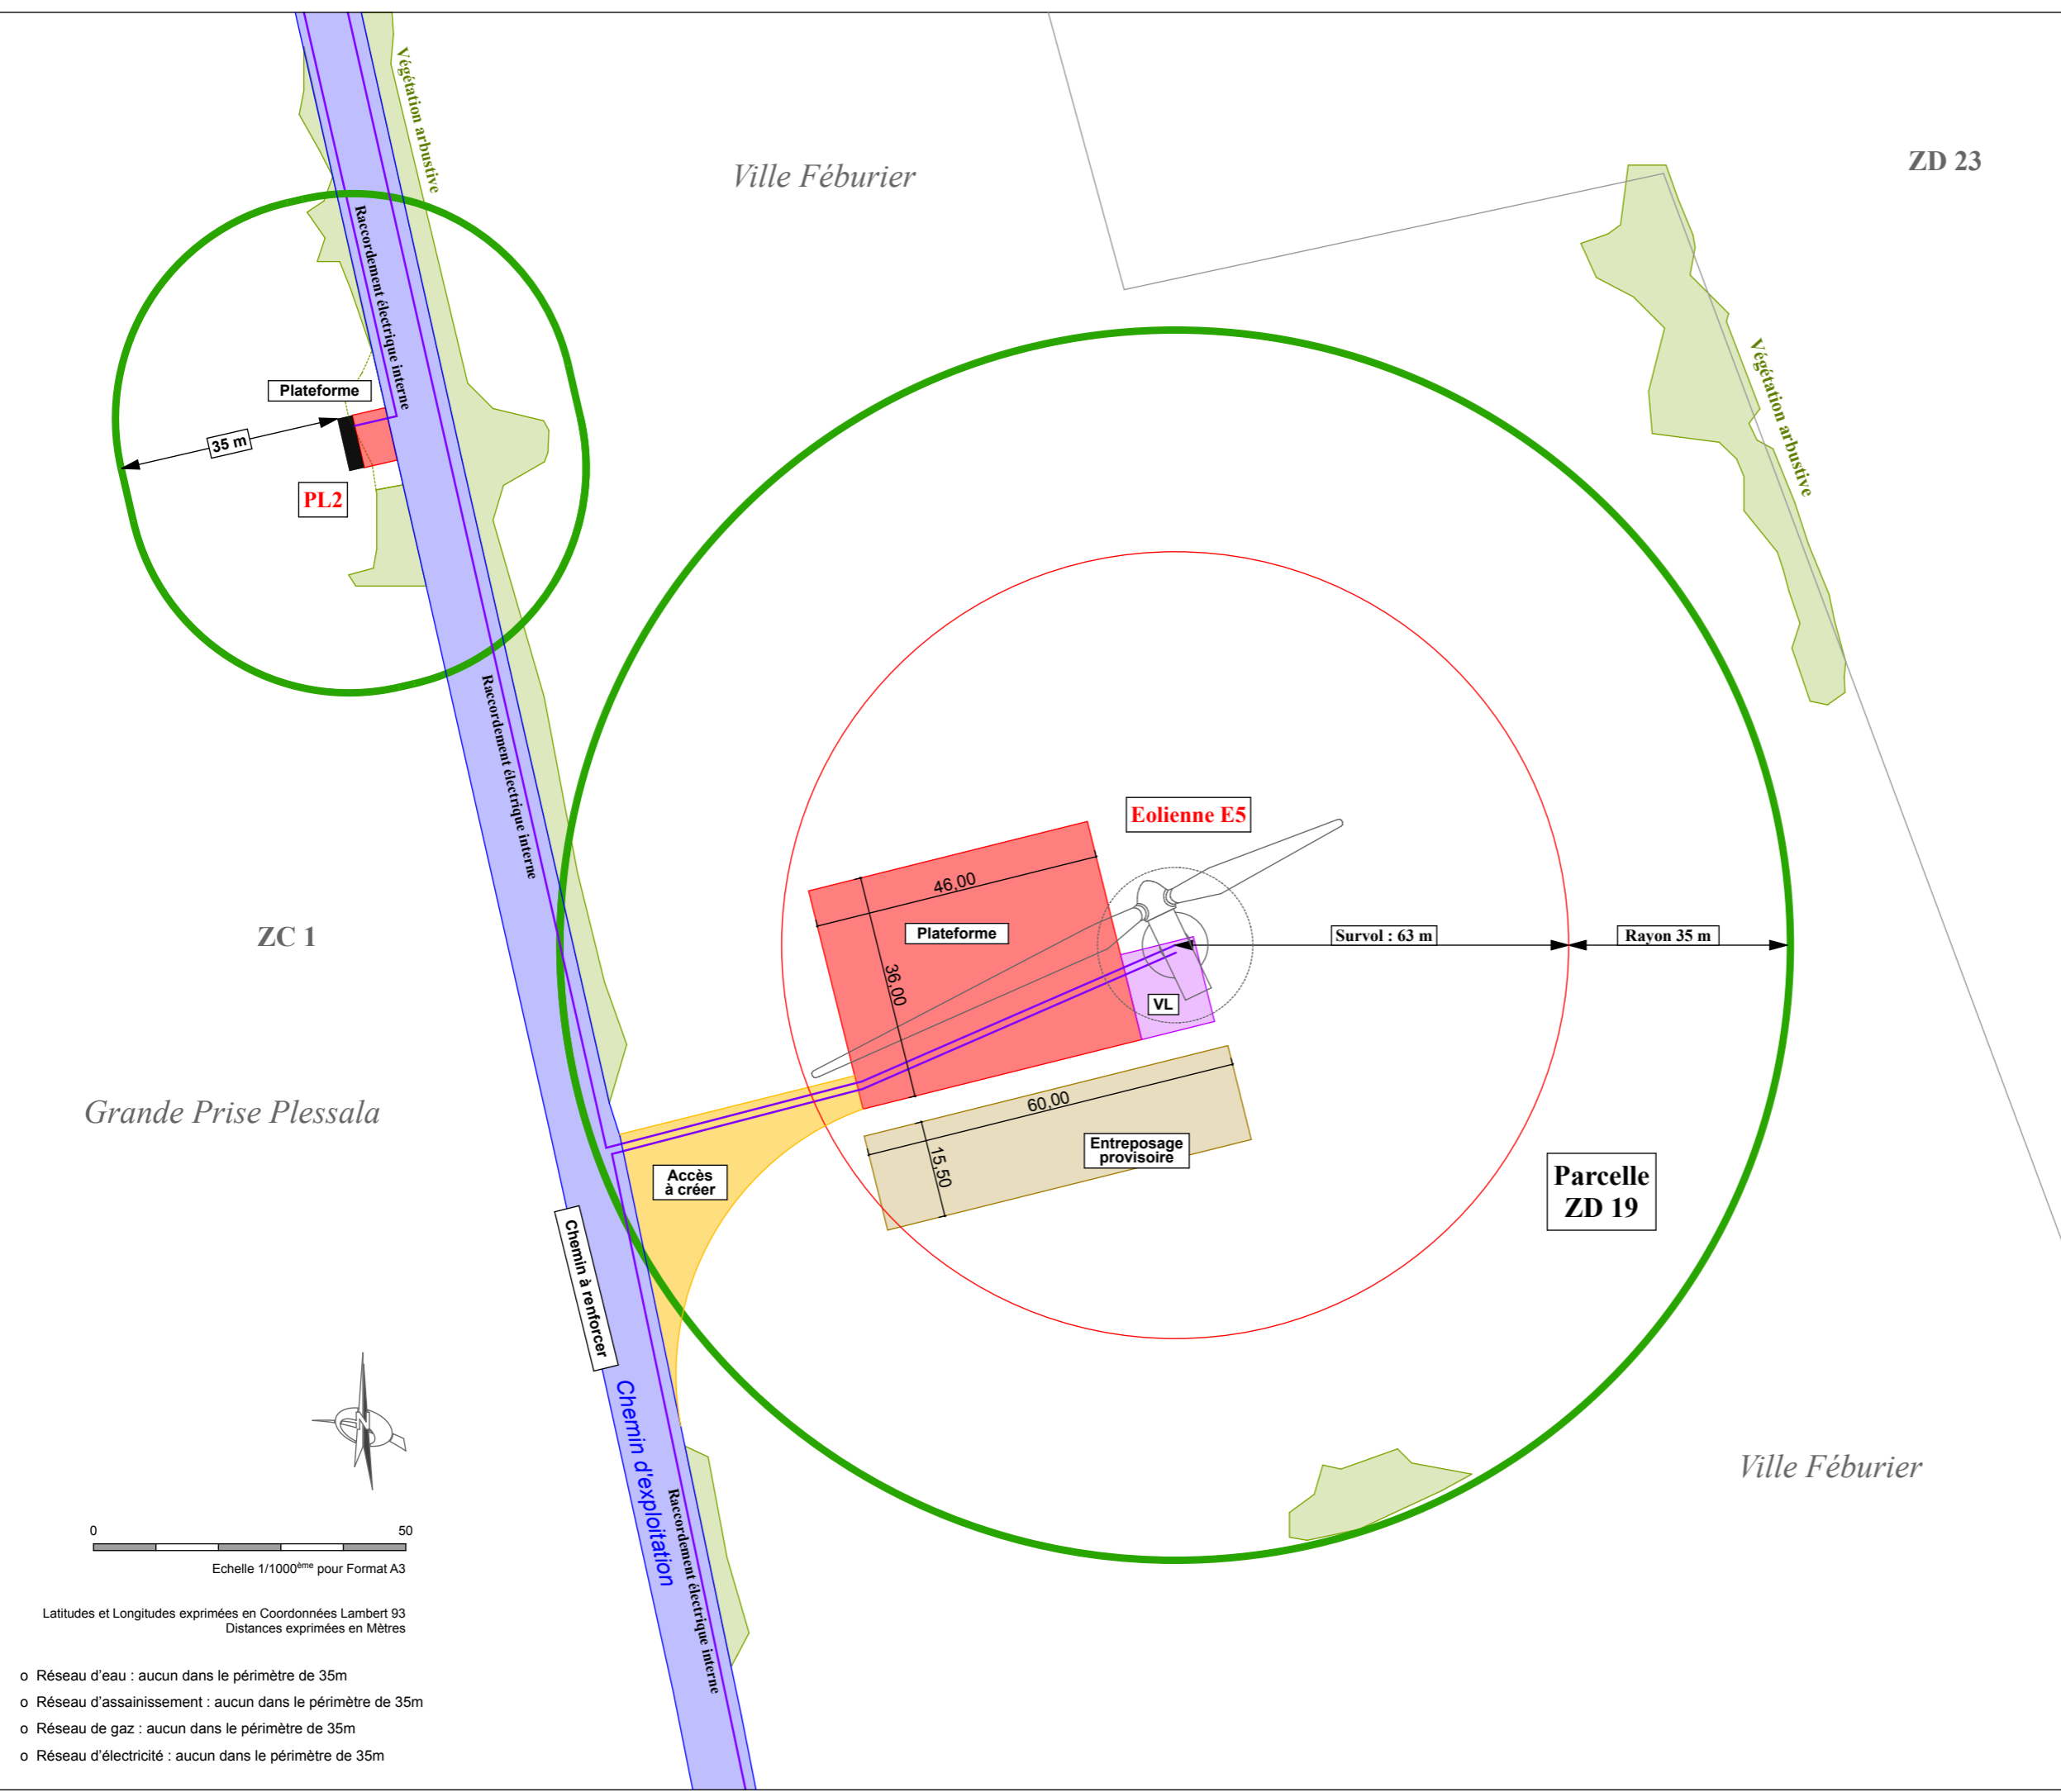 Végétation arbustive
Ville Féburier
ZD 23
Raccordement électrique interne
Plateforme
35 m
PL2
Végétation arbustive
Raccordement électrique interne
Eolienne E5
46,00
Plateforme
36,00
Survol : 63 m
Rayon 35 m
VL
ZC 1
Grande Prise Plessala
60,00
15,50
Entreposage
provisoire
Accès
à créer
Parcelle
ZD 19
Chemin à renforcer
Chemin d'exploitation
Raccordement électrique interne
Ville Féburier
N
0 50
Echelle 1/1000ème pour Format A3
Latitudes et Longitudes exprimées en Coordonnées Lambert 93
Distances exprimées en Mètres
o Réseau d'eau : aucun dans le périmètre de 35m
o Réseau d'assainissement : aucun dans le périmètre de 35m
o Réseau de gaz : aucun dans le périmètre de 35m
o Réseau d'électricité : aucun dans le périmètre de 35m